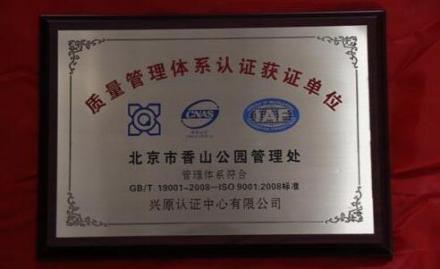 质量管理体系认证获证单位
CNAS
IAF
北京市香山公园管理处
管理体系符合
GB/T 19001-2008-ISO 9001:2008标准
兴原认证中心有限公司